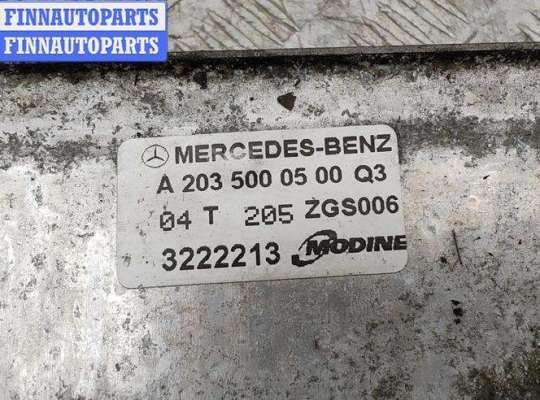 FINNAUTOPARTS
FINNAUTOPARTS
MERCEDES-BENZ
A 203 500 05 00 Q3
04 T 205 ZGS006
3222213 MODINE